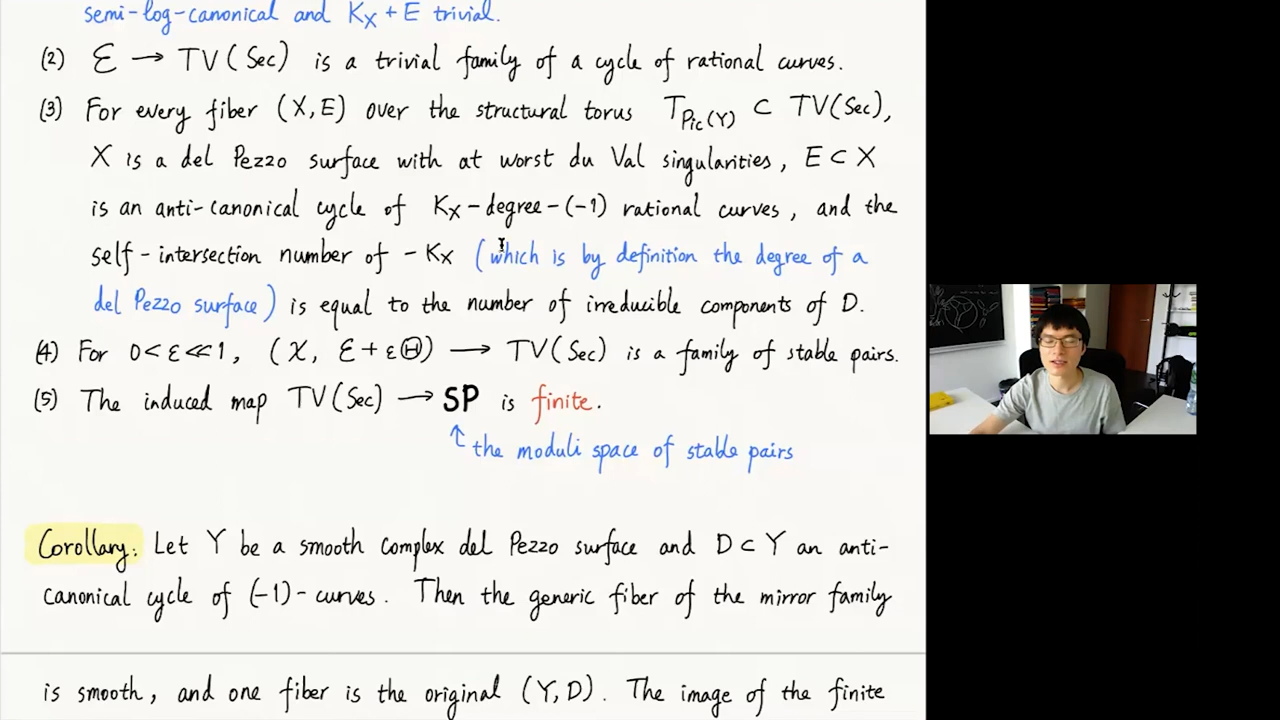 semi-log-canonical and K_X + E trivial.
(2) ℰ → TV(Sec) is a trivial family of a cycle of rational curves.
(3) For every fiber (X, E) over the structural torus T_Pic(Y) ⊂ TV(Sec),
X is a del Pezzo surface with at worst du Val singularities, E ⊂ X
is an anti-canonical cycle of K_X-degree-(-1) rational curves, and the
self-intersection number of -K_X (which is by definition the degree of a
del Pezzo surface) is equal to the number of irreducible components of D.
(4) For 0<ε≪1, (𝒳, ℰ+εΘ) → TV(Sec) is a family of stable pairs.
(5) The induced map TV(Sec) → SP is finite.
↑ the moduli space of stable pairs
Corollary: Let Y be a smooth complex del Pezzo surface and D ⊂ Y an anti-
canonical cycle of (-1)-curves. Then the generic fiber of the mirror family
is smooth, and one fiber is the original (Y, D). The image of the finite